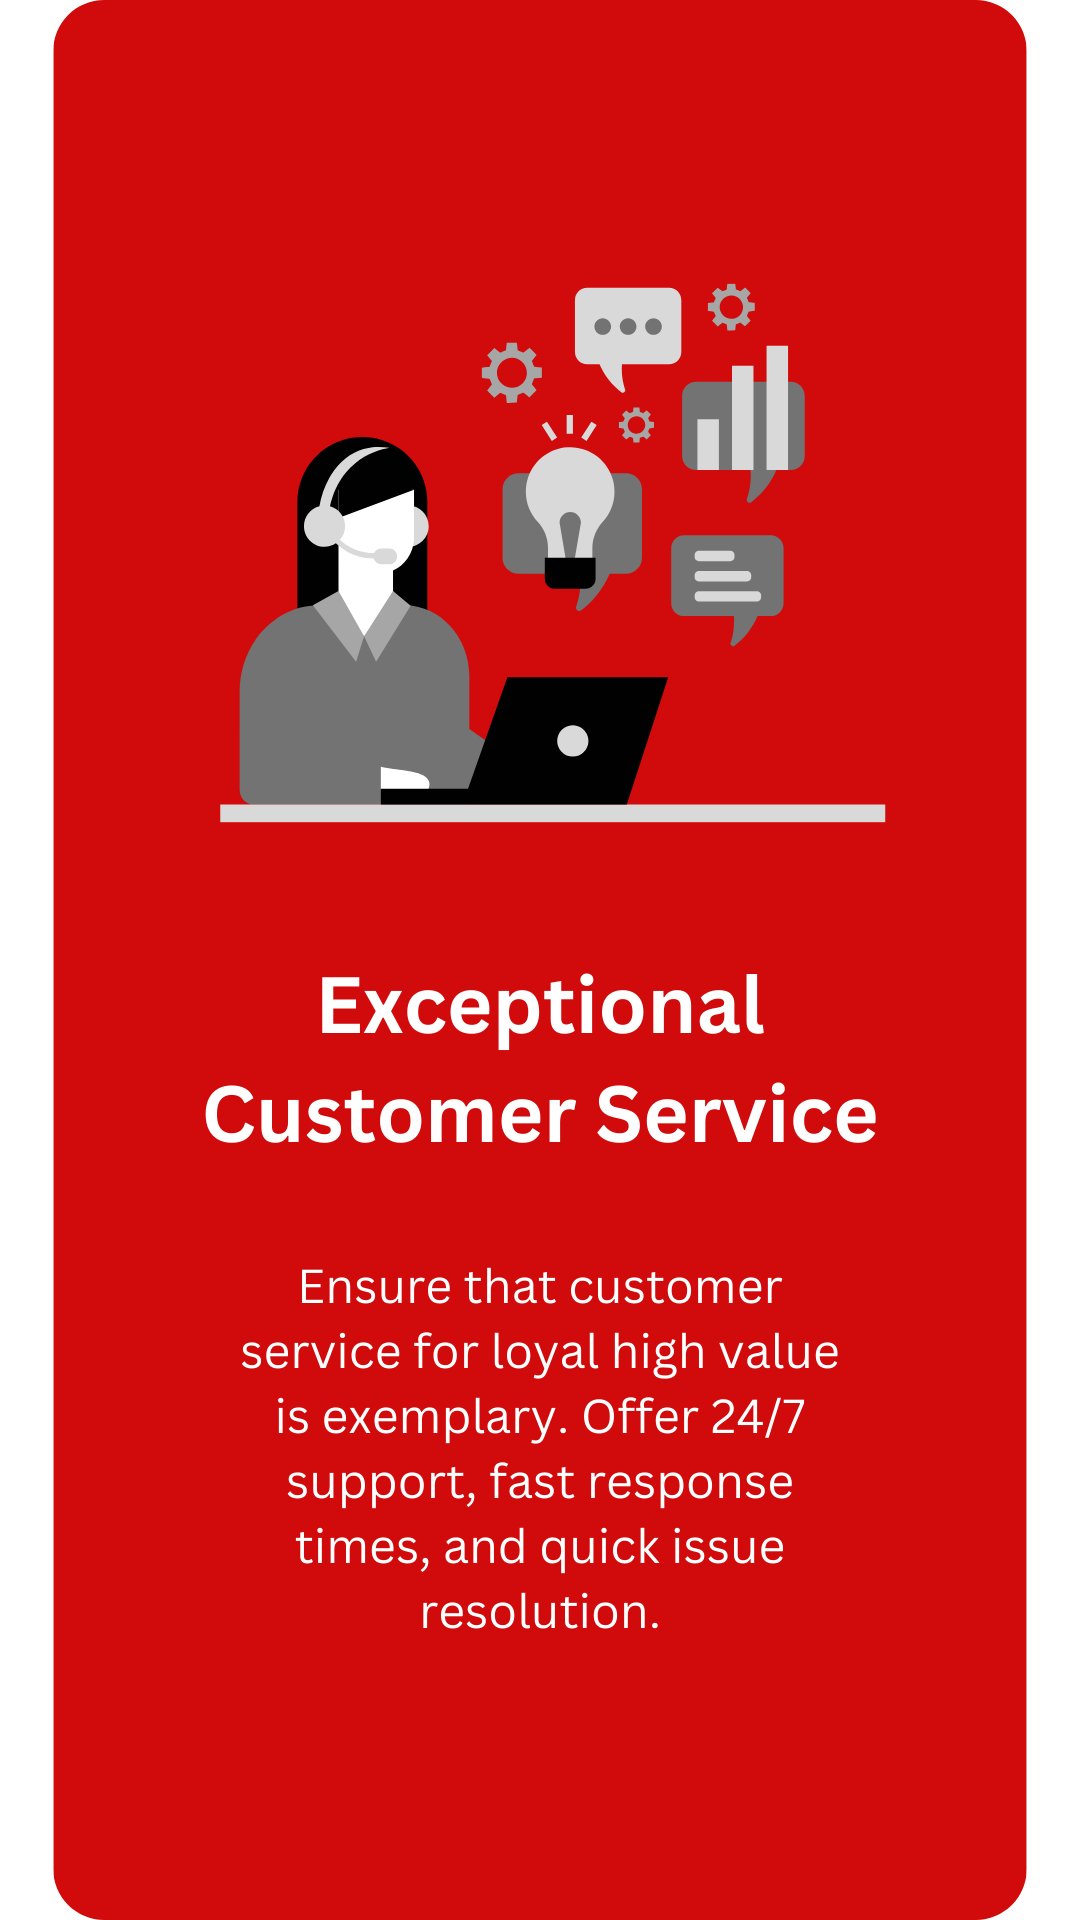 Exceptional
Customer Service
Ensure that customer
service for loyal high value
is exemplary. Offer 24/7
support, fast response
times, and quick issue
resolution.